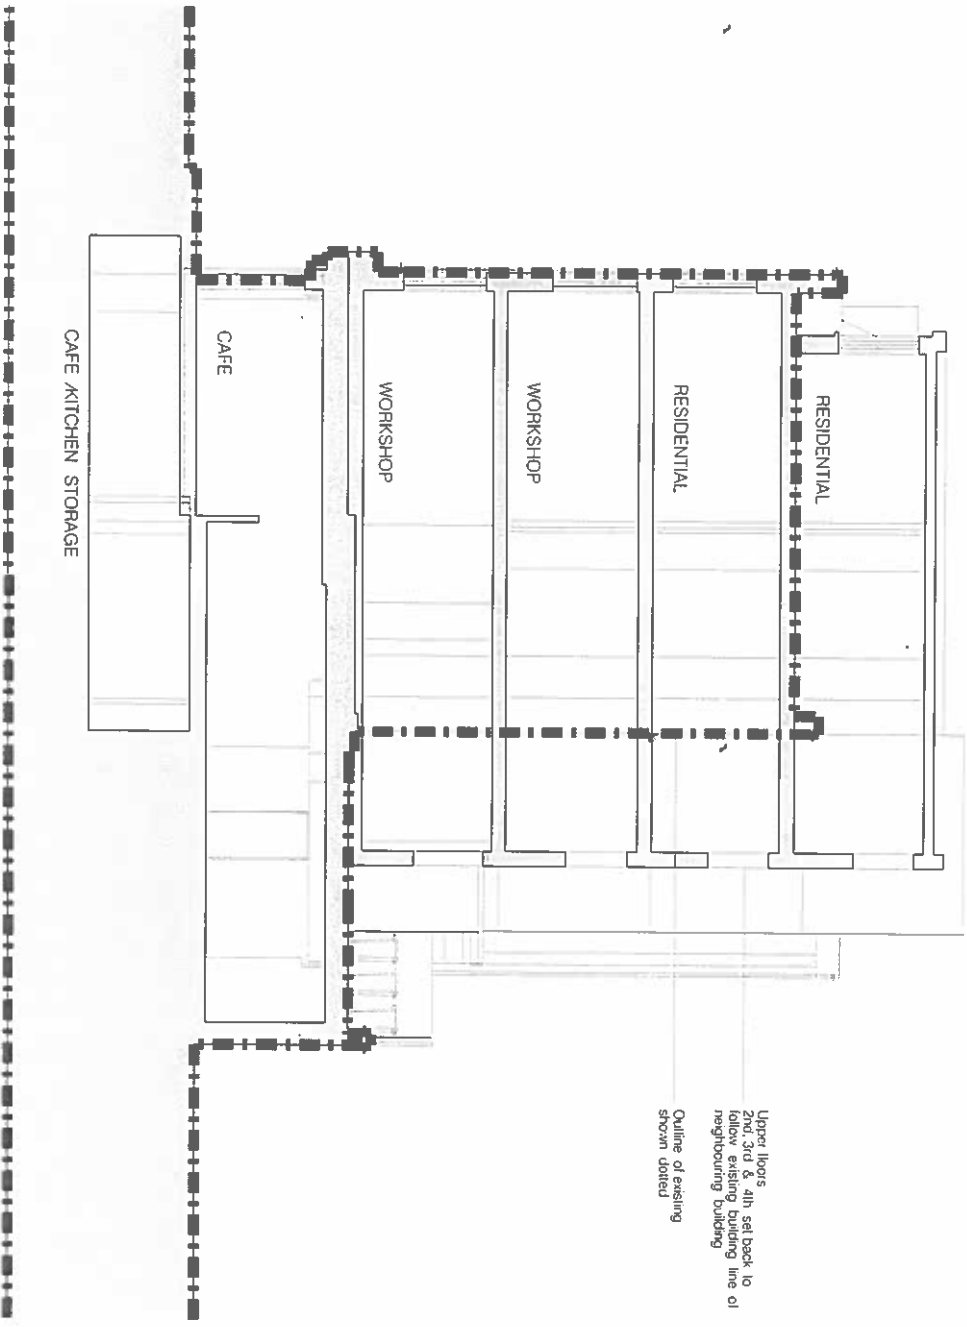 RESIDENTIAL
RESIDENTIAL
WORKSHOP
WORKSHOP
CAFE
CAFE /KITCHEN STORAGE
Upper floors
2nd, 3rd & 4th set back to
follow existing building line of
neighbouring building
Outline of existing
shown dotted